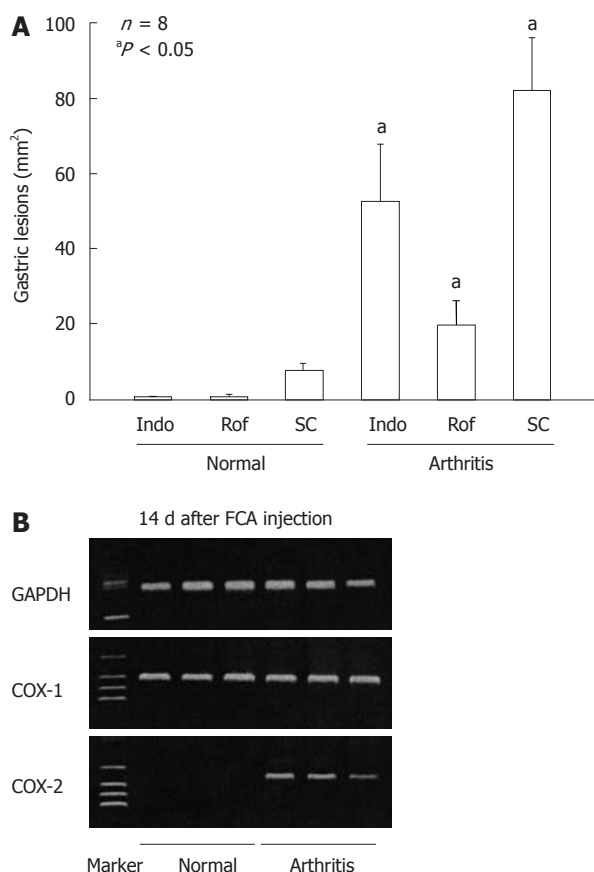 A
n = 8
ᵃP < 0.05
Gastric lesions (mm²)
100
80
60
40
20
0
a
a
a
Indo Rof SC Indo Rof SC
Normal Arthritis
B
14 d after FCA injection
GAPDH
COX-1
COX-2
Marker Normal Arthritis